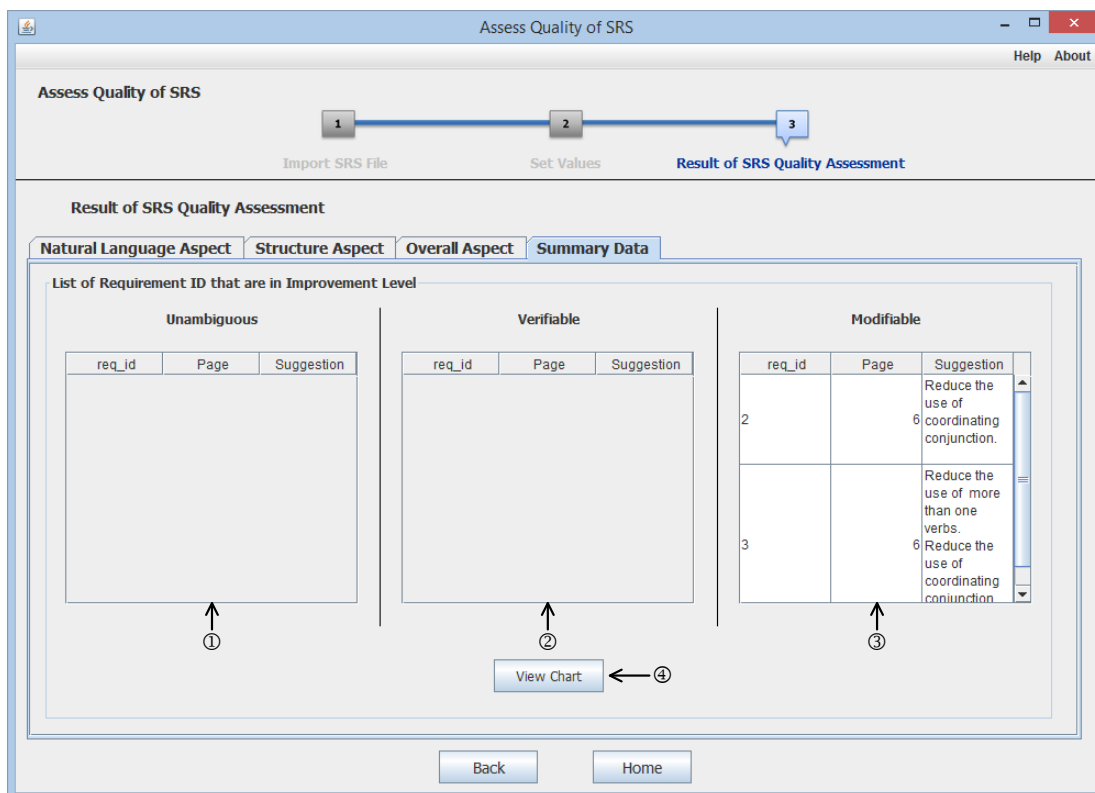 Assess Quality of SRS
Help About
Assess Quality of SRS
1 2 3
Import SRS File Set Values Result of SRS Quality Assessment
Result of SRS Quality Assessment
Natural Language Aspect Structure Aspect Overall Aspect Summary Data
List of Requirement ID that are in Improvement Level
Unambiguous
req_id Page Suggestion
①
Verifiable
req_id Page Suggestion
②
Modifiable
req_id Page Suggestion
2 6 Reduce the
use of
coordinating
conjunction.
3 6 Reduce the
use of more
than one
verbs.
Reduce the
use of
coordinating
conjunction
③
View Chart ④
Back Home